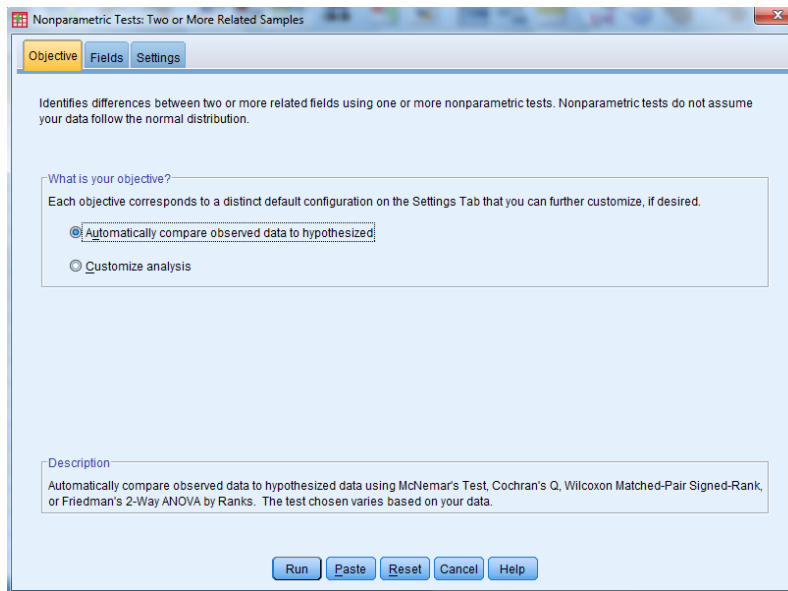 Nonparametric Tests: Two or More Related Samples
x
Objective Fields Settings
Identifies differences between two or more related fields using one or more nonparametric tests. Nonparametric tests do not assume
your data follow the normal distribution.
What is your objective?
Each objective corresponds to a distinct default configuration on the Settings Tab that you can further customize, if desired.
Automatically compare observed data to hypothesized
Customize analysis
Description
Automatically compare observed data to hypothesized data using McNemar's Test, Cochran's Q, Wilcoxon Matched-Pair Signed-Rank,
or Friedman's 2-Way ANOVA by Ranks. The test chosen varies based on your data.
Run Paste Reset Cancel Help